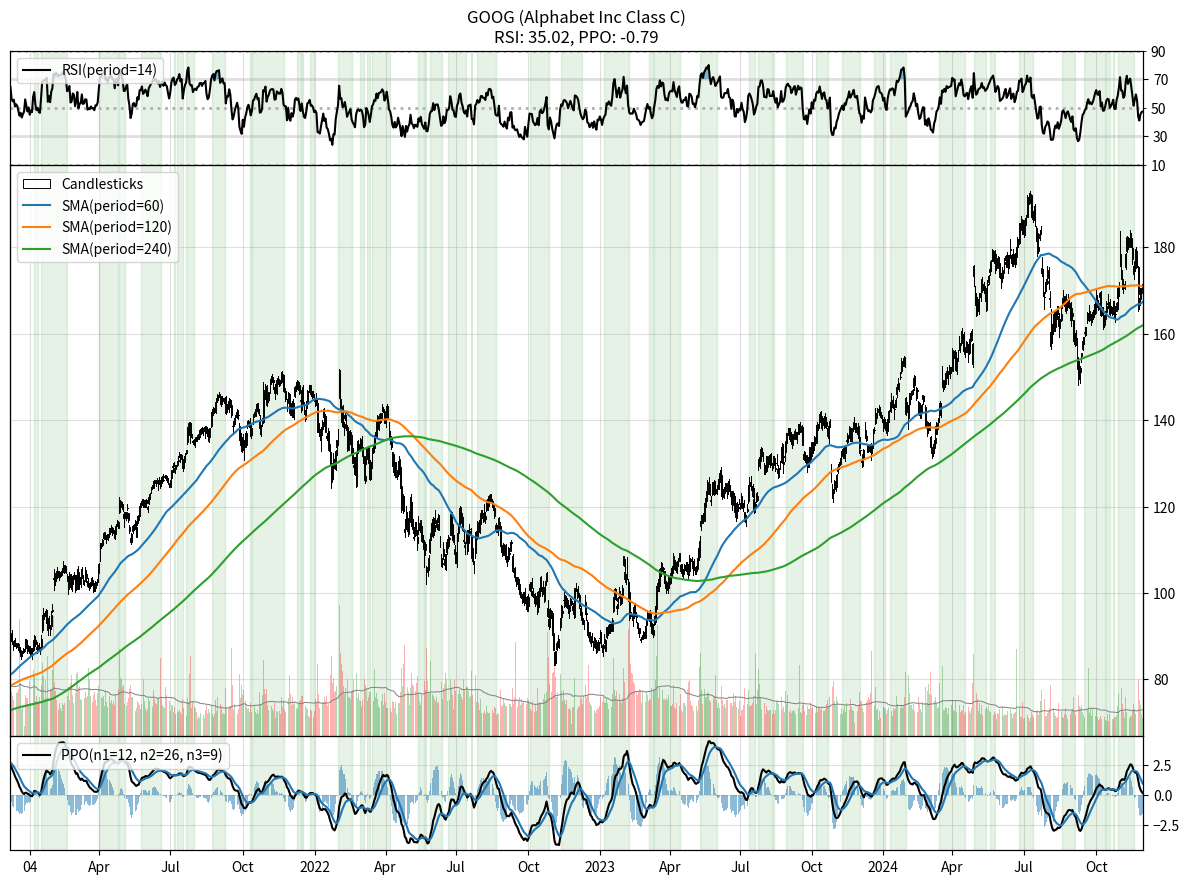 GOOG (Alphabet Inc Class C)
RSI: 35.02, PPO: -0.79
RSI(period=14)
90
70
50
30
10
Candlesticks
SMA(period=60)
SMA(period=120)
SMA(period=240)
180
160
140
120
100
80
PPO(n1=12, n2=26, n3=9)
2.5
0.0
−2.5
04 Apr Jul Oct 2022 Apr Jul Oct 2023 Apr Jul Oct 2024 Apr Jul Oct